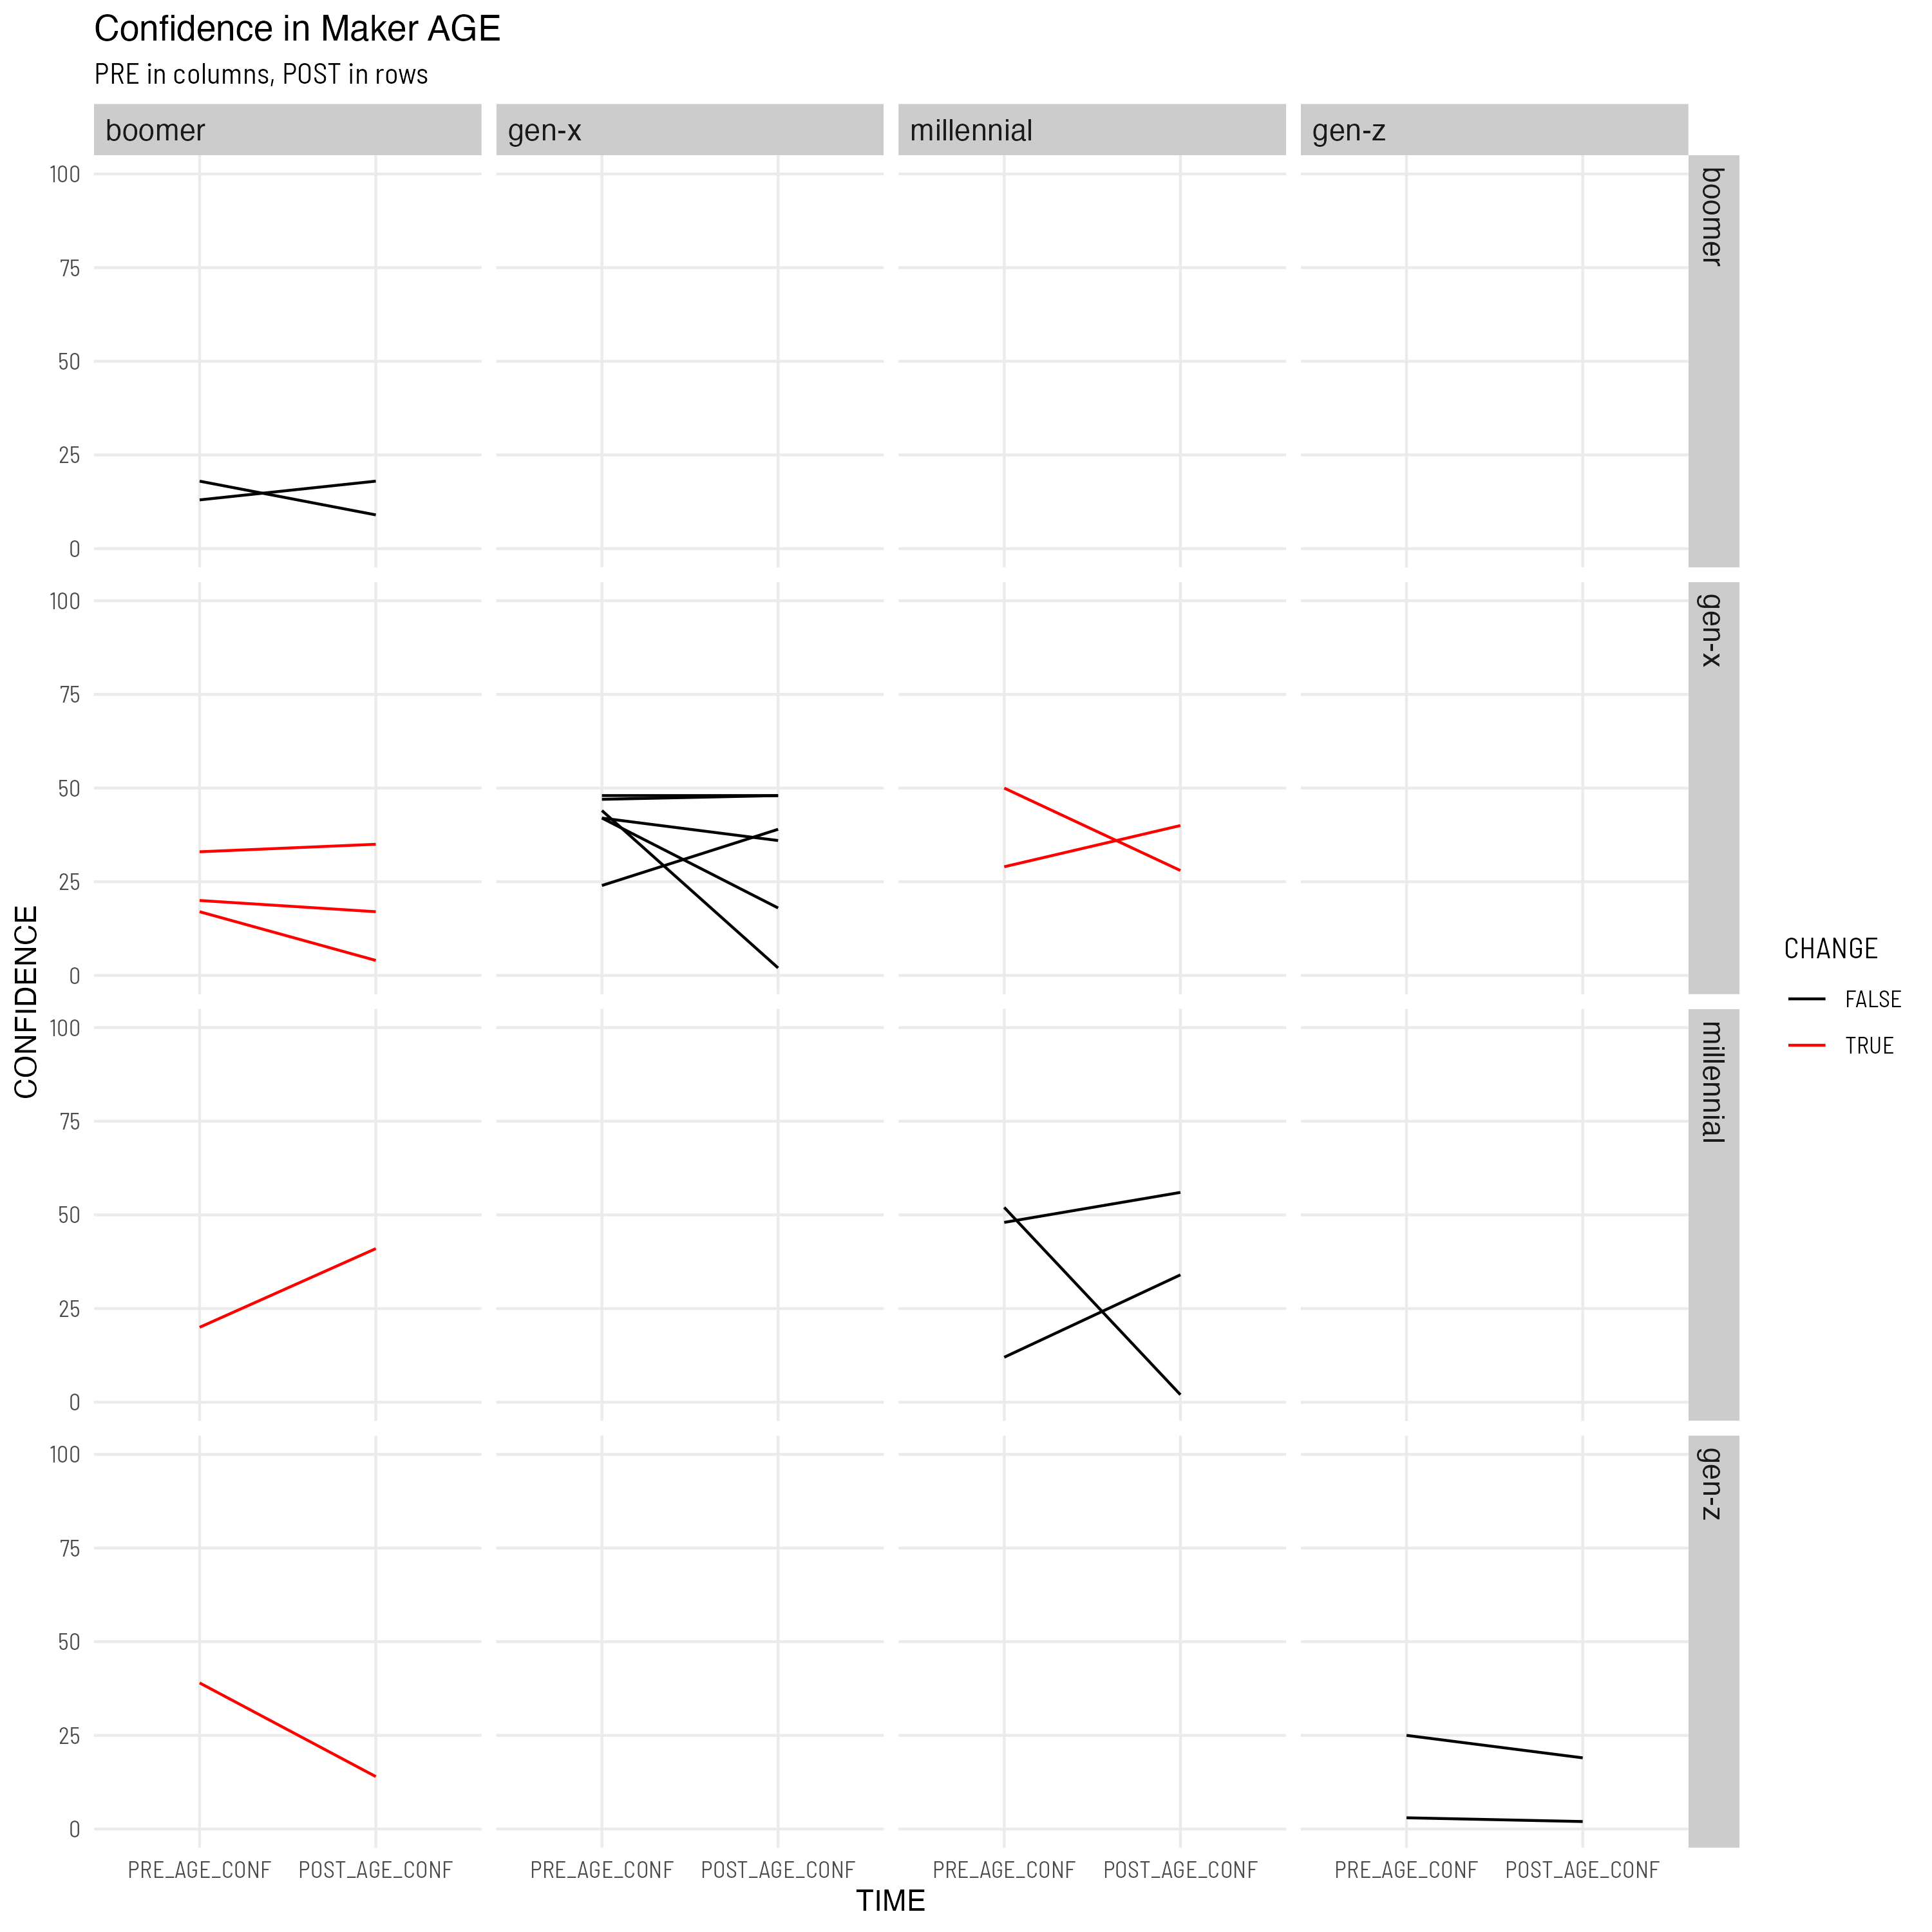 Confidence in Maker AGE
PRE in columns, POST in rows
boomer
gen-x
millennial
gen-z
100
75
50
25
0
boomer
100
75
50
25
0
gen-x
100
75
50
25
0
millennial
100
75
50
25
0
gen-z
CONFIDENCE
PRE_AGE_CONF
POST_AGE_CONF
PRE_AGE_CONF
POST_AGE_CONF
PRE_AGE_CONF
POST_AGE_CONF
PRE_AGE_CONF
POST_AGE_CONF
TIME
CHANGE
FALSE
TRUE